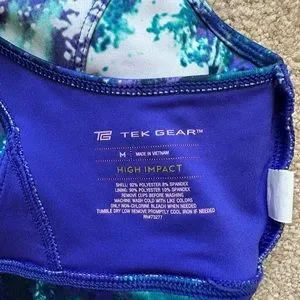 TEK GEAR™
M MADE IN VIETNAM
HIGH IMPACT
SHELL: 92% POLYESTER 8% SPANDEX
LINING: 90% POLYESTER 10% SPANDEX
REMOVE CUPS BEFORE WASHING
MACHINE WASH COLD WITH LIKE COLORS
ONLY NON-CHLORINE BLEACH WHEN NEEDED
TUMBLE DRY LOW REMOVE PROMPTLY COOL IRON IF NEEDED
RN#73277